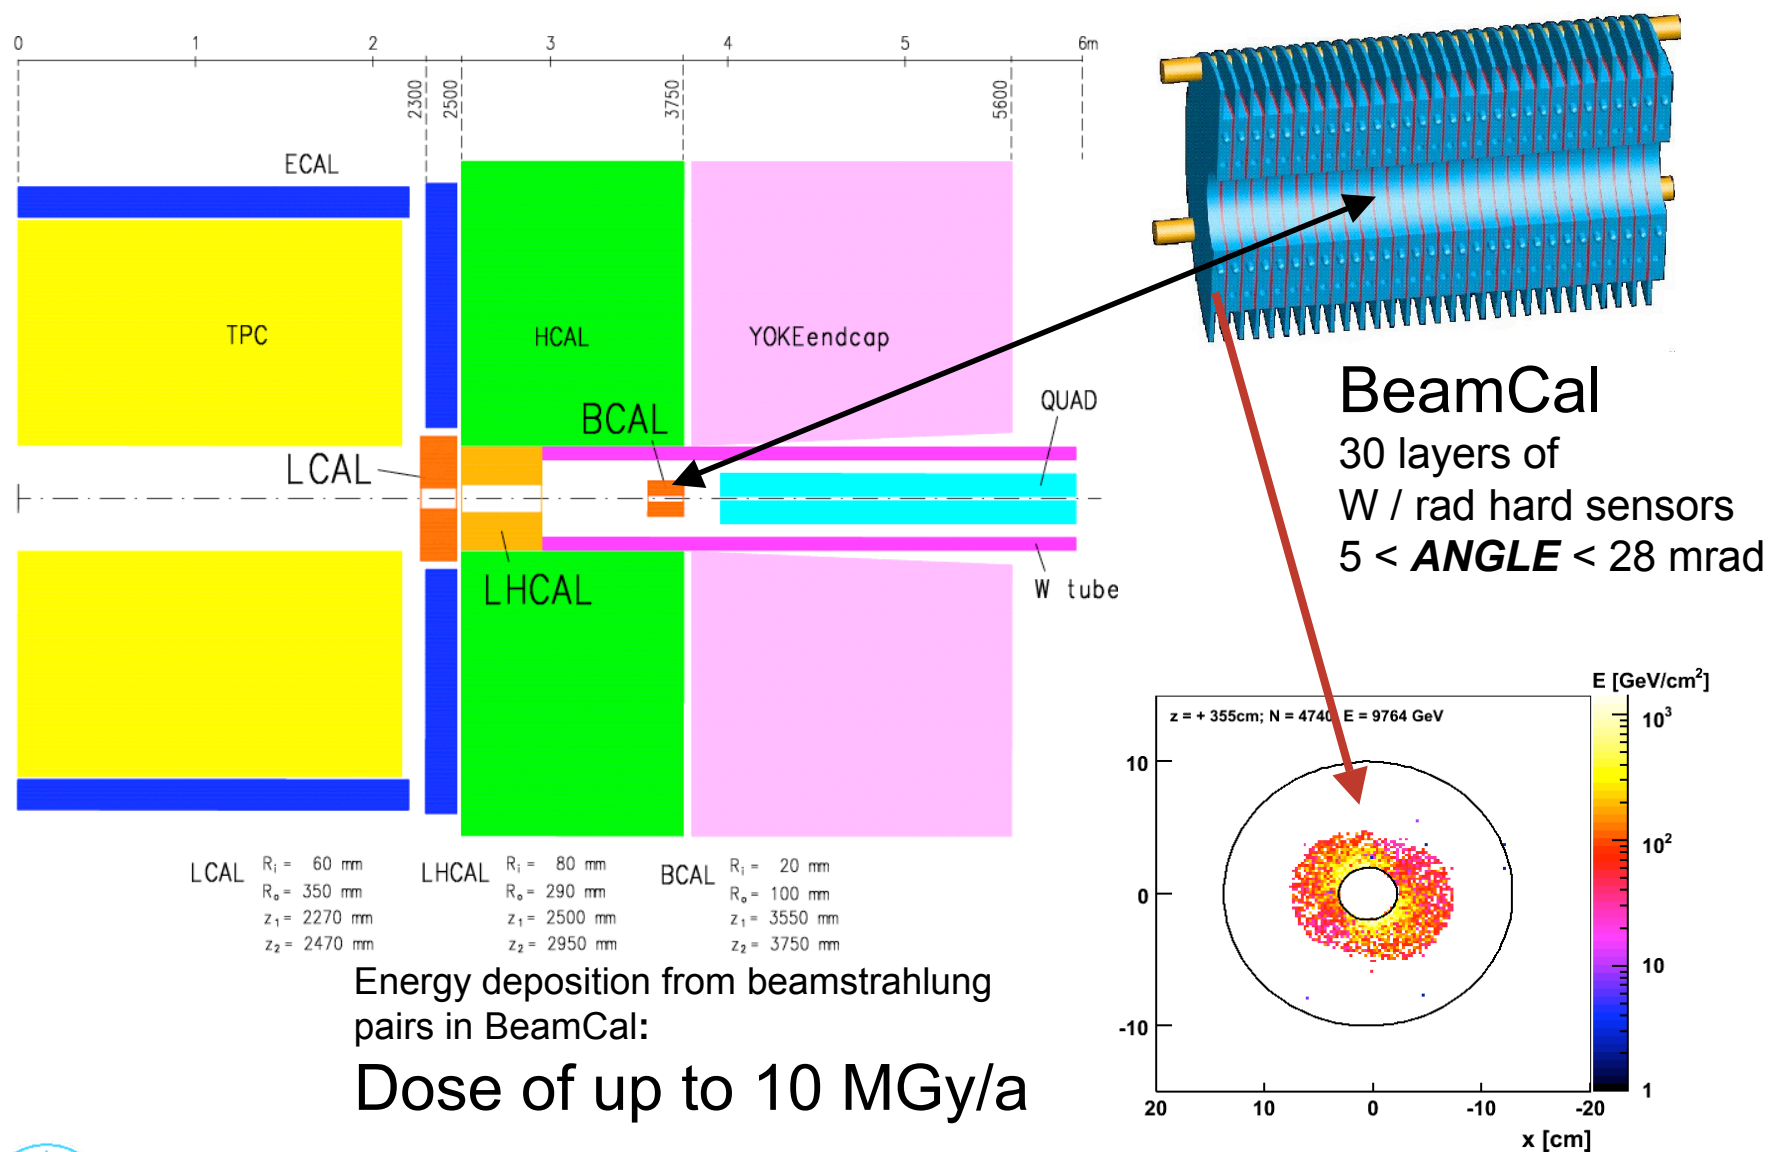 0 1 2 3 4 5 6m
2300
2500
3750
5600
ECAL
TPC
HCAL
YOKEendcap
BCAL
QUAD
LCAL
LHCAL
W tube
BeamCal
30 layers of
W / rad hard sensors
5 < ANGLE < 28 mrad
LCAL
Ri = 60 mm
Ro = 350 mm
z1 = 2270 mm
z2 = 2470 mm
LHCAL
Ri = 80 mm
Ro = 290 mm
z1 = 2500 mm
z2 = 2950 mm
BCAL
Ri = 20 mm
Ro = 100 mm
z1 = 3550 mm
z2 = 3750 mm
Energy deposition from beamstrahlung
pairs in BeamCal:
Dose of up to 10 MGy/a
E [GeV/cm²]
z = + 355cm; N = 4740 E = 9764 GeV
10
0
-10
20 10 0 -10 -20
x [cm]
10³
10²
10
1